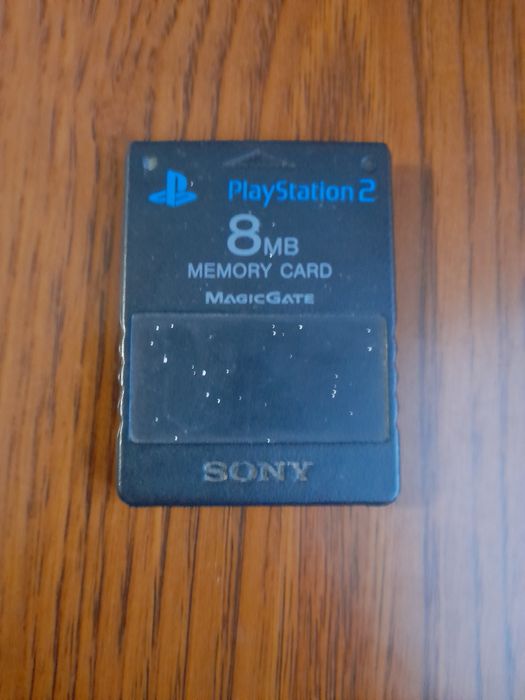 PlayStation 2
8MB
MEMORY CARD
MAGICGATE
SONY